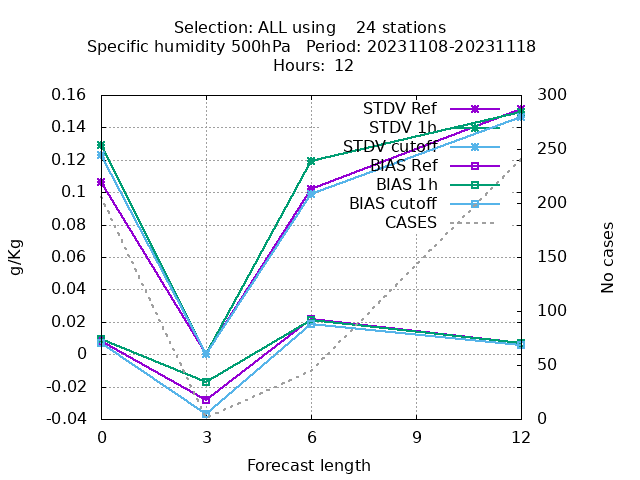 Selection: ALL using    24 stations
Specific humidity 500hPa   Period: 20231108-20231118
Hours:  12
0.16
0.14
0.12
0.1
0.08
0.06
0.04
0.02
0
-0.02
-0.04
g/Kg
STDV Ref
STDV 1h
STDV cutoff
BIAS Ref
BIAS 1h
BIAS cutoff
CASES
300
250
200
150
100
50
0
No cases
0 3 6 9 12
Forecast length